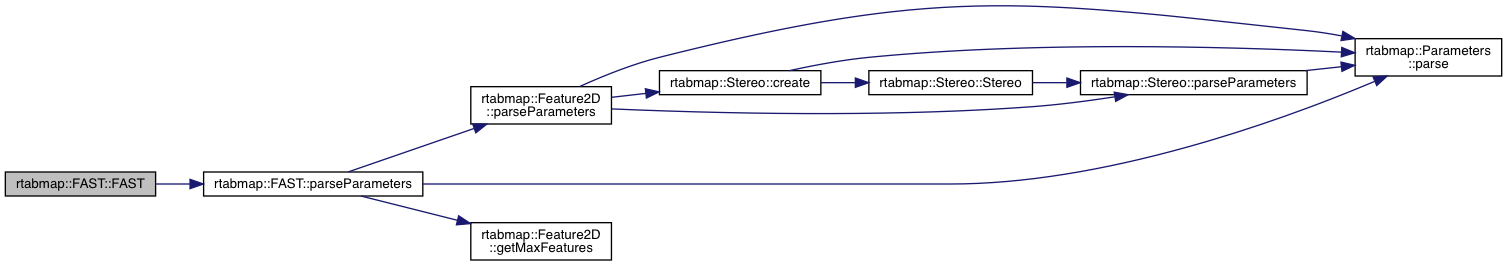 rtabmap::FAST::FAST
rtabmap::FAST::parseParameters
rtabmap::Feature2D
::parseParameters
rtabmap::Stereo::create
rtabmap::Stereo::Stereo
rtabmap::Stereo::parseParameters
rtabmap::Parameters
::parse
rtabmap::Feature2D
::getMaxFeatures